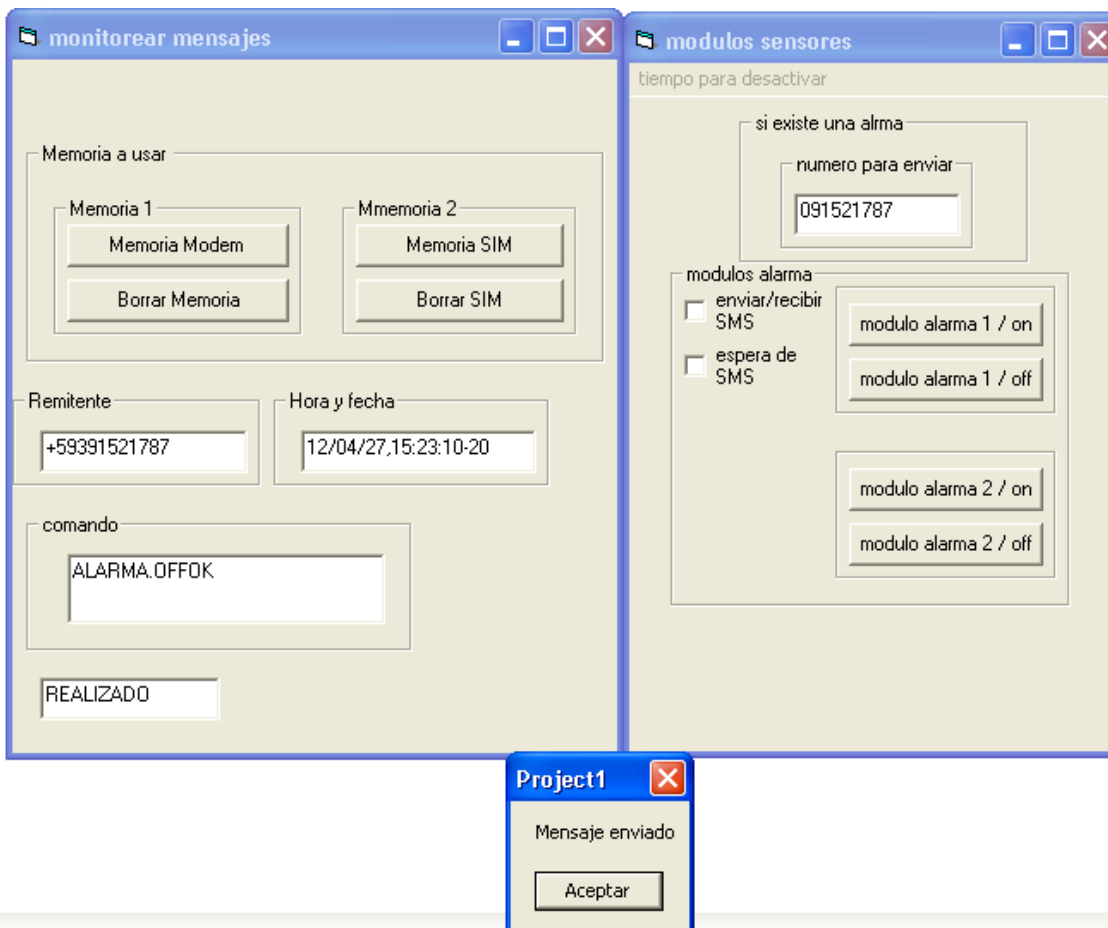 monitorear mensajes
Memoria a usar
Memoria 1
Mmemoria 2
Memoria Modem
Memoria SIM
Borrar Memoria
Borrar SIM
Remitente
Hora y fecha
+59391521787
12/04/27,15:23:10-20
comando
ALARMA.OFFOK
REALIZADO
modulos sensores
tiempo para desactivar
si existe una alrma
numero para enviar
091521787
modulos alarma
enviar/recibir
SMS
modulo alarma 1 / on
espera de
SMS
modulo alarma 1 / off
modulo alarma 2 / on
modulo alarma 2 / off
Project1
Mensaje enviado
Aceptar